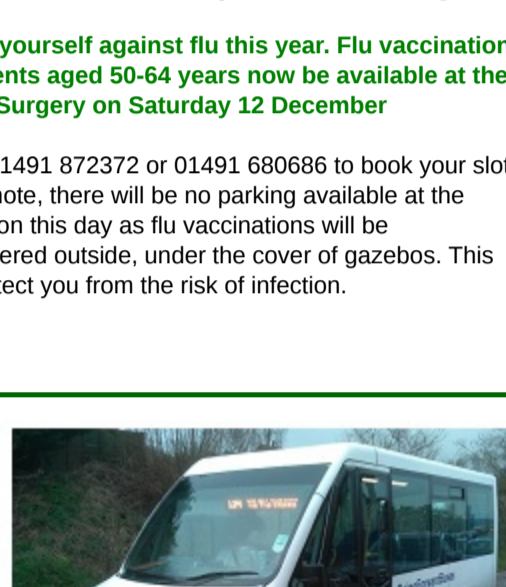 yourself against flu this year. Flu vaccination
ents aged 50-64 years now be available at the
Surgery on Saturday 12 December
1491 872372 or 01491 680686 to book your slot
note, there will be no parking available at the
on this day as flu vaccinations will be
ered outside, under the cover of gazebos. This
tect you from the risk of infection.